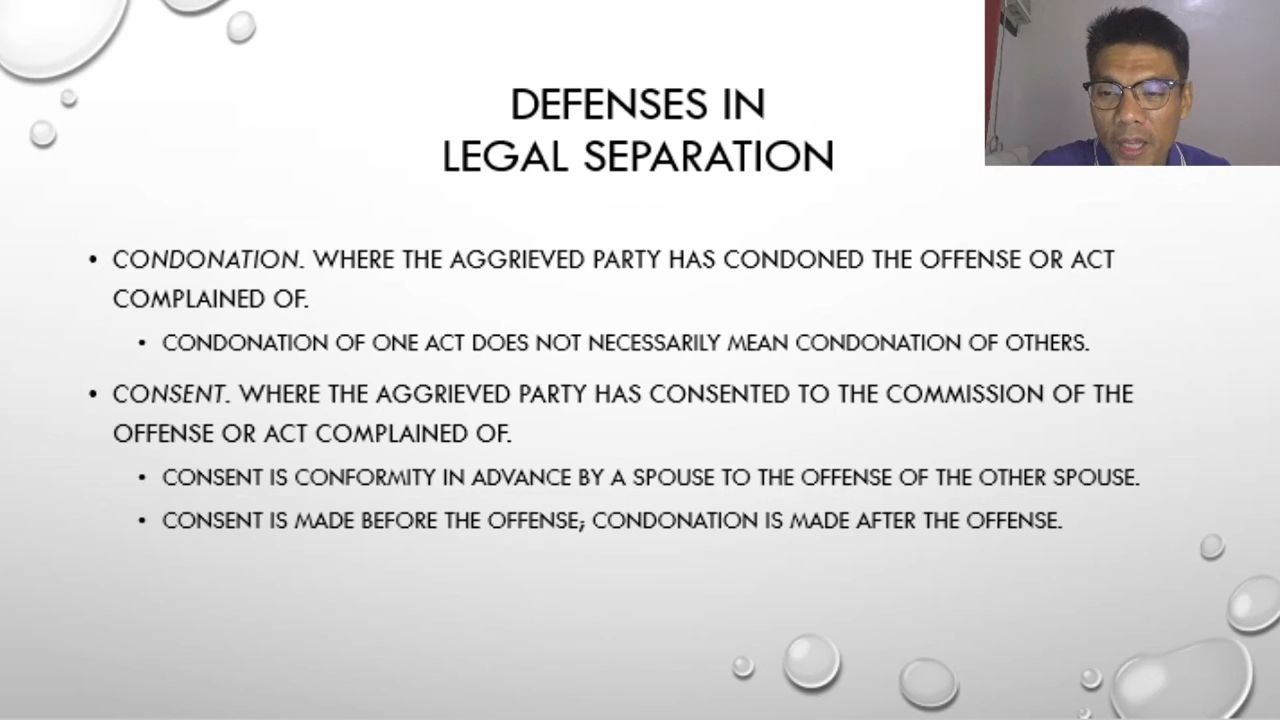 DEFENSES IN
LEGAL SEPARATION
• CONDONATION. WHERE THE AGGRIEVED PARTY HAS CONDONED THE OFFENSE OR ACT
COMPLAINED OF.
• CONDONATION OF ONE ACT DOES NOT NECESSARILY MEAN CONDONATION OF OTHERS.
• CONSENT. WHERE THE AGGRIEVED PARTY HAS CONSENTED TO THE COMMISSION OF THE
OFFENSE OR ACT COMPLAINED OF.
• CONSENT IS CONFORMITY IN ADVANCE BY A SPOUSE TO THE OFFENSE OF THE OTHER SPOUSE.
• CONSENT IS MADE BEFORE THE OFFENSE; CONDONATION IS MADE AFTER THE OFFENSE.